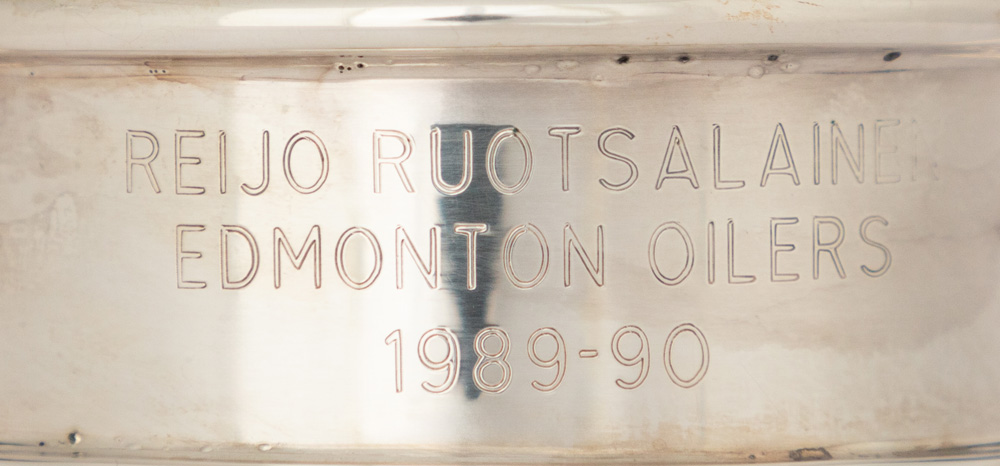 REIJO RUOTSALAINEN
EDMONTON OILERS
1989-90